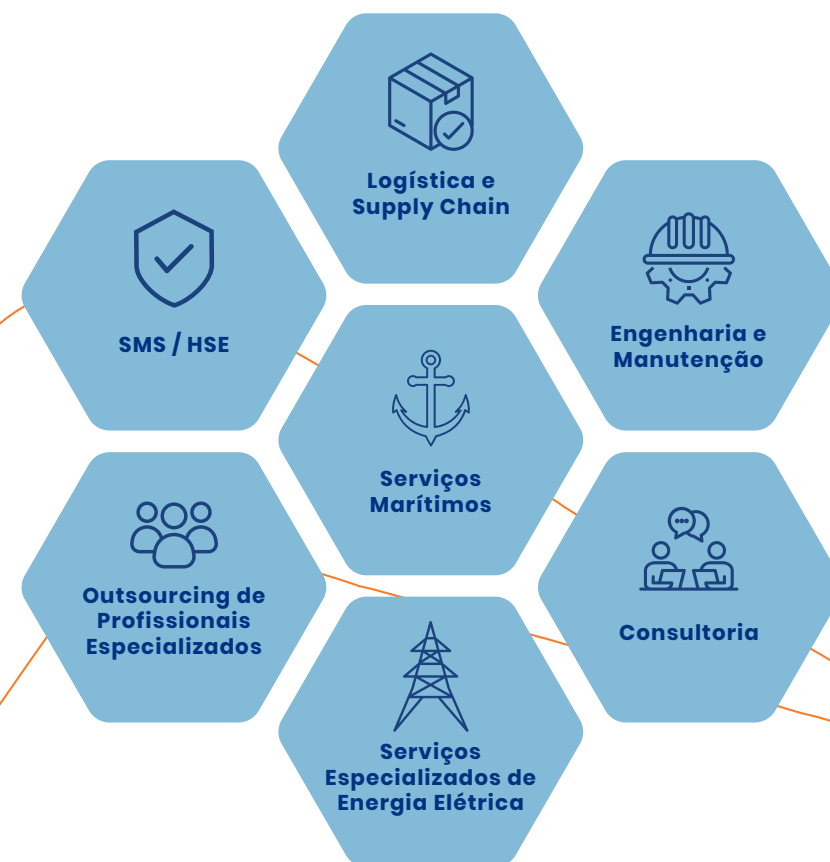 Logística e
Supply Chain
SMS / HSE
Engenharia e
Manutenção
Serviços
Marítimos
Outsourcing de
Profissionais
Especializados
Consultoria
Serviços
Especializados de
Energia Elétrica